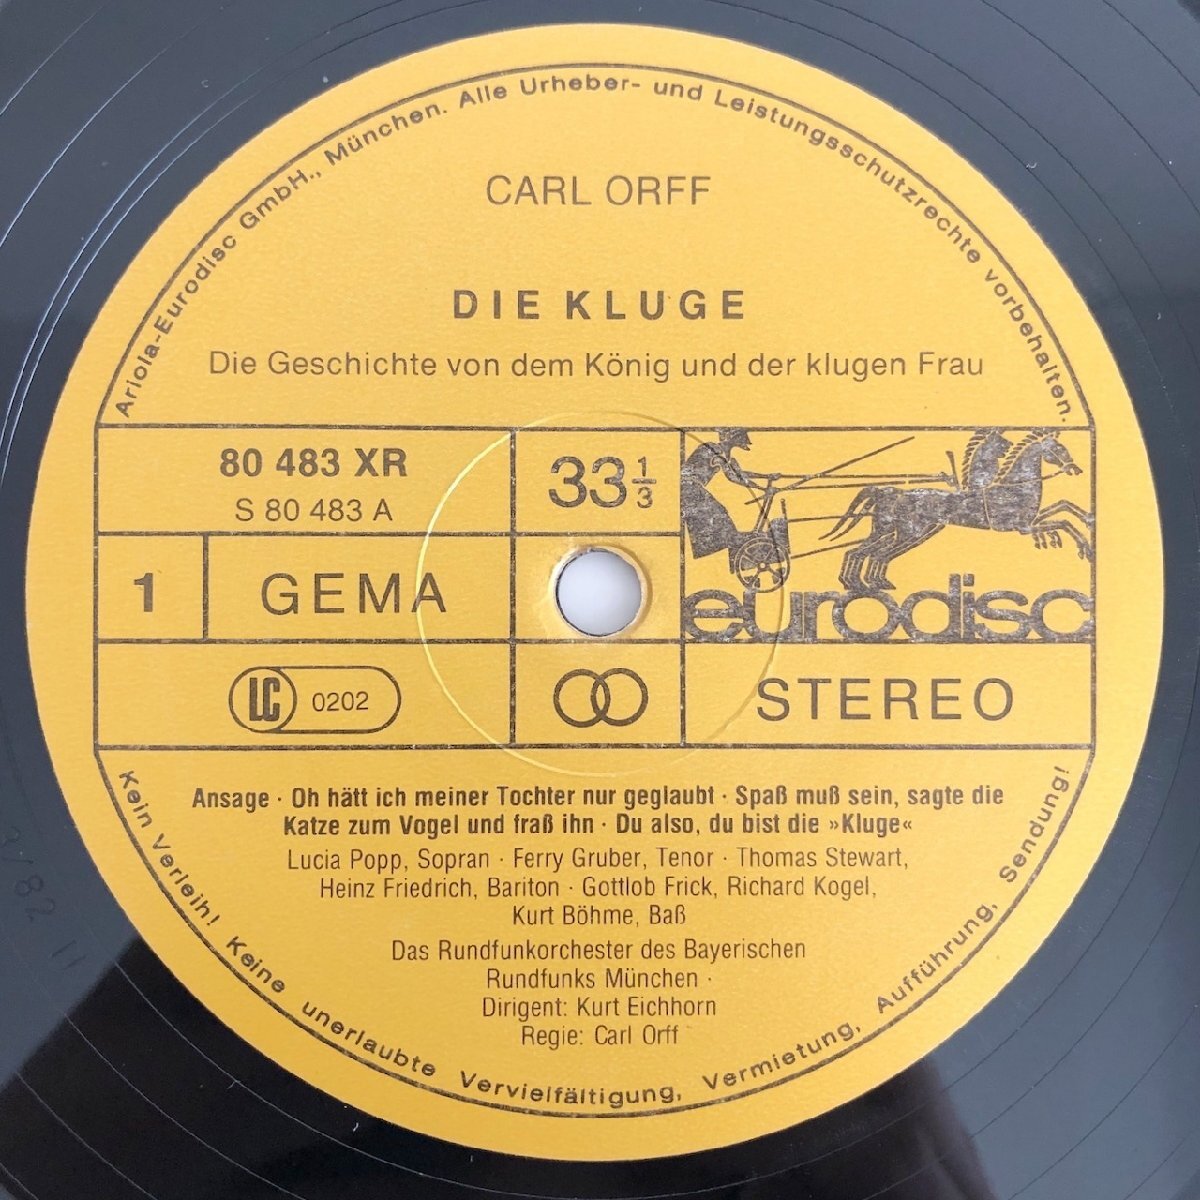 Ariola-Eurodisc GmbH., München. Alle Urheber- und Leistungsschutzrechte vorbehalten.
CARL ORFF
DIE KLUGE
Die Geschichte von dem König und der klugen Frau
80 483 XR
S 80 483 A
33 1/3
1
GEMA
eurodisc
LC 0202
STEREO
Ansage · Oh hätt ich meiner Tochter nur geglaubt · Spaß muß sein, sagte die
Katze zum Vogel und fraß ihn · Du also, du bist die »Kluge«
Lucia Popp, Sopran · Ferry Gruber, Tenor · Thomas Stewart,
Heinz Friedrich, Bariton · Gottlob Frick, Richard Kogel,
Kurt Böhme, Baß
Das Rundfunkorchester des Bayerischen
Rundfunks München ·
Dirigent: Kurt Eichhorn
Regie: Carl Orff
Kein Verleih! Keine unerlaubte Vervielfältigung, Vermietung, Aufführung, Sendung!